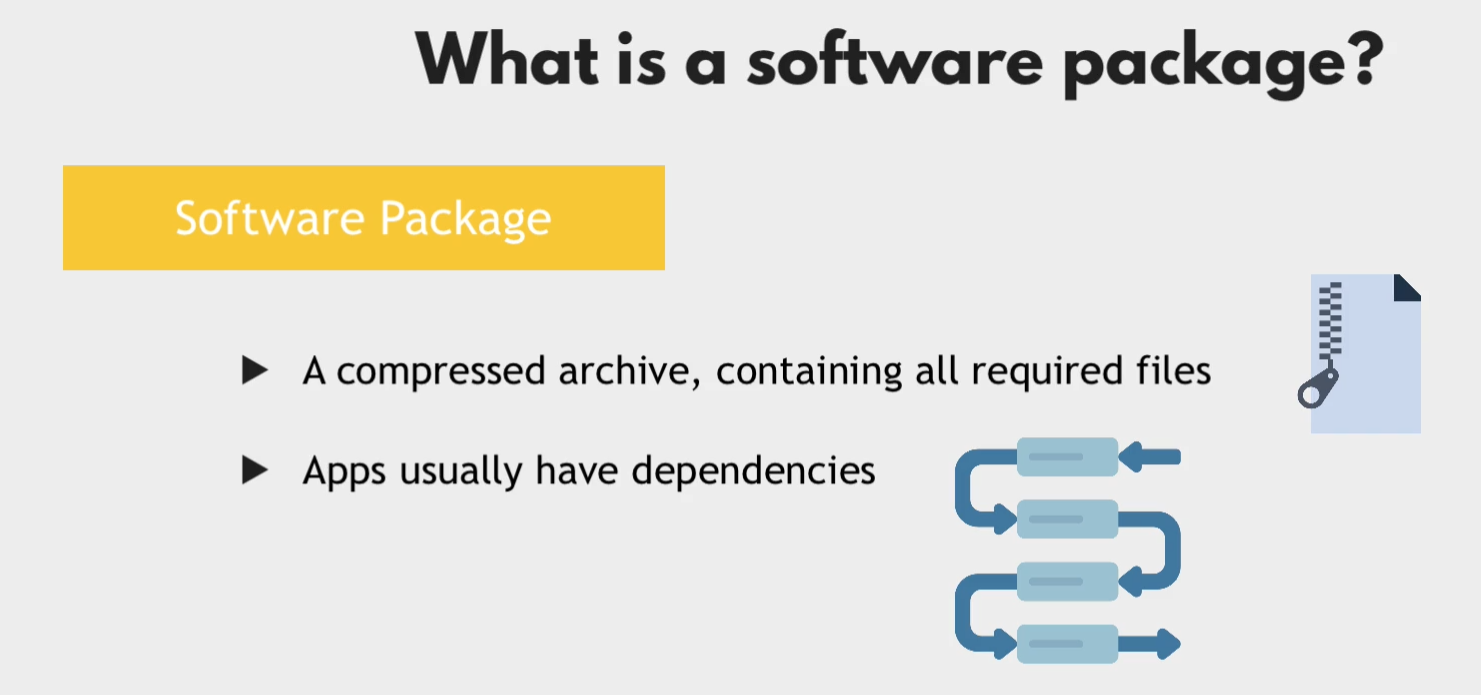 What is a software package?
Software Package
A compressed archive, containing all required files
Apps usually have dependencies